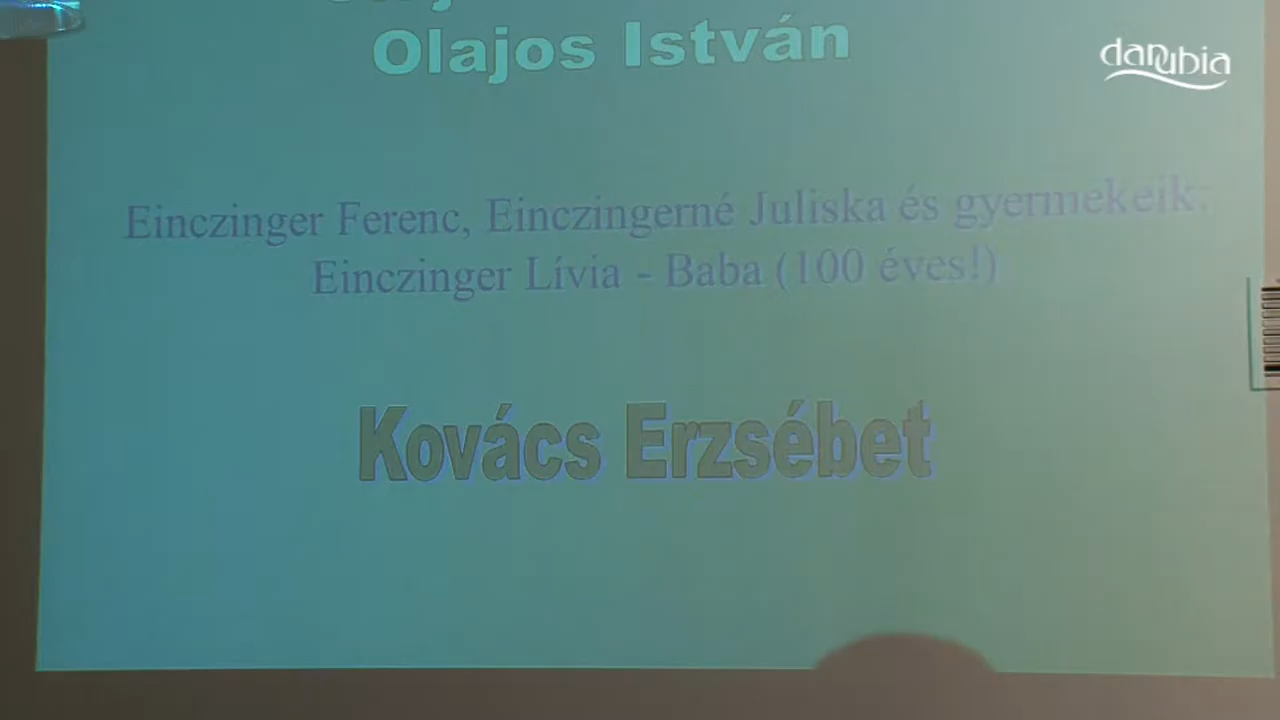 Olajos István
danubia
Einczinger Ferenc, Einczingerné Juliska és gyermekeik:
Einczinger Lívia - Baba (100 éves!)
Kovács Erzsébet